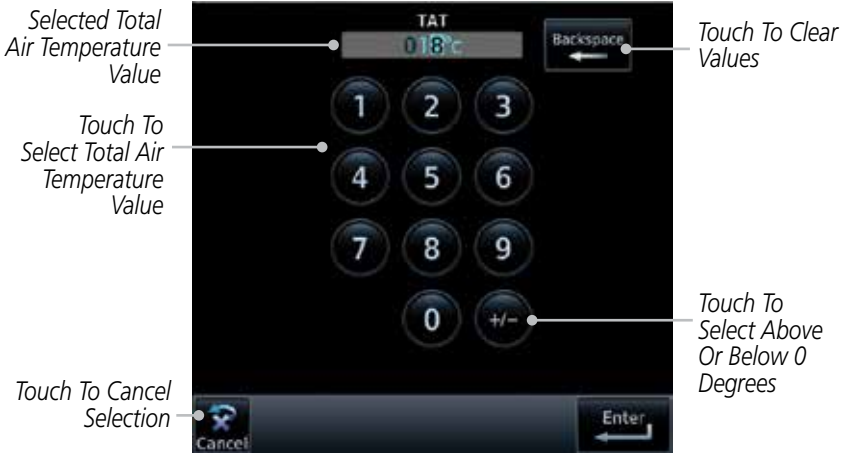 Selected Total
Air Temperature
Value
TAT
018°c
Backspace
Touch To Clear
Values
Touch To
Select Total Air
Temperature
Value
1 2 3
4 5 6
7 8 9
0 +/-
Touch To
Select Above
Or Below 0
Degrees
Touch To Cancel
Selection
Cancel
Enter